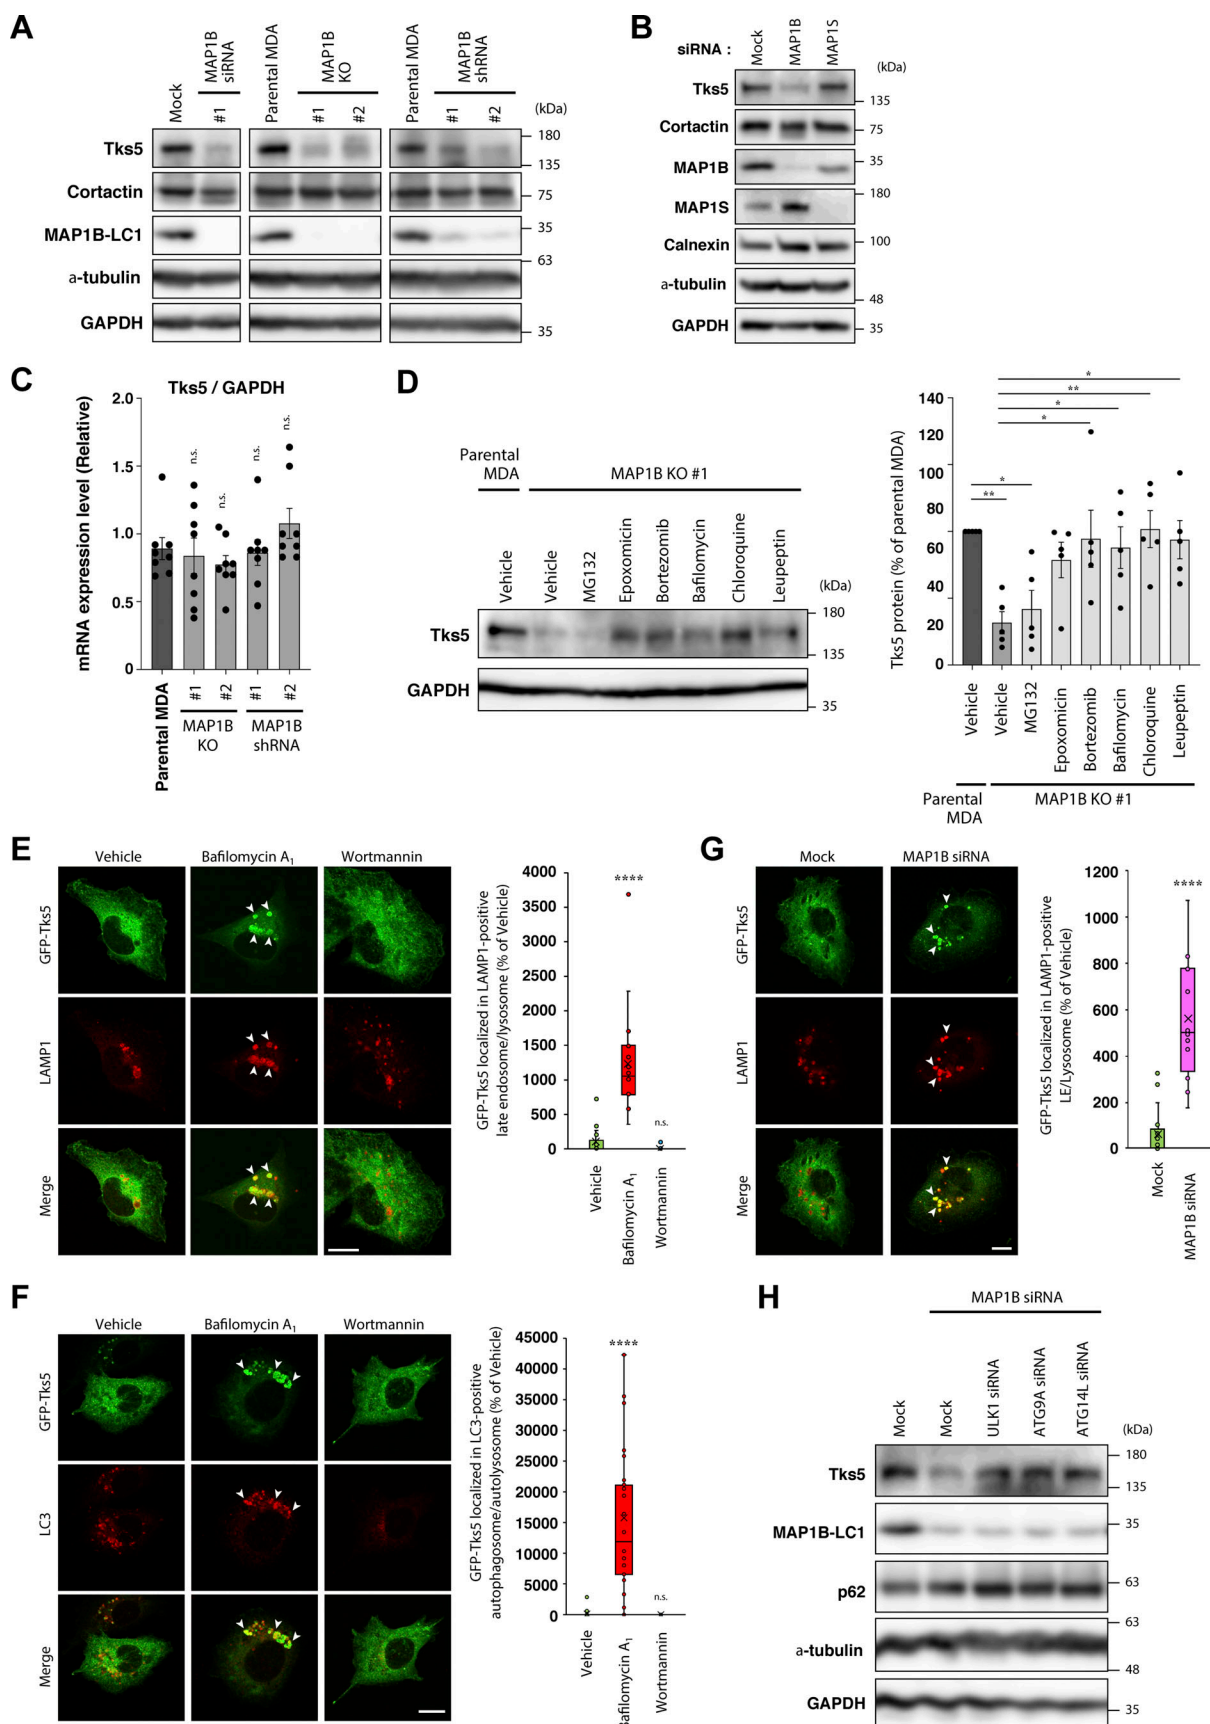 A
Mock
MAP1B
siRNA
#1
Parental MDA
MAP1B
KO
#1
#2
Parental MDA
MAP1B
shRNA
#1
#2
(kDa)
Tks5
180
135
Cortactin
75
MAP1B-LC1
35
63
a-tubulin
GAPDH
35
B
siRNA :
Mock
MAP1B
MAP1S
(kDa)
Tks5
135
Cortactin
75
MAP1B
35
MAP1S
180
Calnexin
100
a-tubulin
48
GAPDH
35
C
Tks5 / GAPDH
mRNA expression level (Relative)
2.0
1.5
1.0
0.5
0
n.s.
n.s.
n.s.
n.s.
Parental MDA
#1
#2
#1
#2
MAP1B
KO
MAP1B
shRNA
D
Parental
MDA
MAP1B KO #1
Vehicle
Vehicle
MG132
Epoxomicin
Bortezomib
Bafilomycin
Chloroquine
Leupeptin
(kDa)
Tks5
180
135
GAPDH
35
Tks5 protein (% of parental MDA)
140
100
80
60
40
20
0
*
**
*
*
*
**
Vehicle
Vehicle
MG132
Epoxomicin
Bortezomib
Bafilomycin
Chloroquine
Leupeptin
Parental
MDA
MAP1B KO #1
E
Vehicle
Bafilomycin A1
Wortmannin
GFP-Tks5
LAMP1
Merge
GFP-Tks5 localized in LAMP1-positive
late endosome/lysosome (% of Vehicle)
4000
3500
3000
2500
2000
1500
1000
500
0
****
n.s.
Vehicle
Bafilomycin A1
Wortmannin
G
Mock
MAP1B siRNA
GFP-Tks5
LAMP1
Merge
GFP-Tks5 localized in LAMP1-positive
LE/Lysosome (% of Vehicle)
1200
1000
800
600
400
200
0
****
Mock
MAP1B siRNA
F
Vehicle
Bafilomycin A1
Wortmannin
GFP-Tks5
LC3
Merge
GFP-Tks5 localized in LC3-positive
autophagosome/autolysosome (% of Vehicle)
45000
40000
35000
30000
25000
20000
15000
10000
5000
0
****
n.s.
Vehicle
Bafilomycin A1
Wortmannin
H
MAP1B siRNA
Mock
Mock
ULK1 siRNA
ATG9A siRNA
ATG14L siRNA
(kDa)
Tks5
180
135
MAP1B-LC1
35
p62
63
63
a-tubulin
48
GAPDH
35